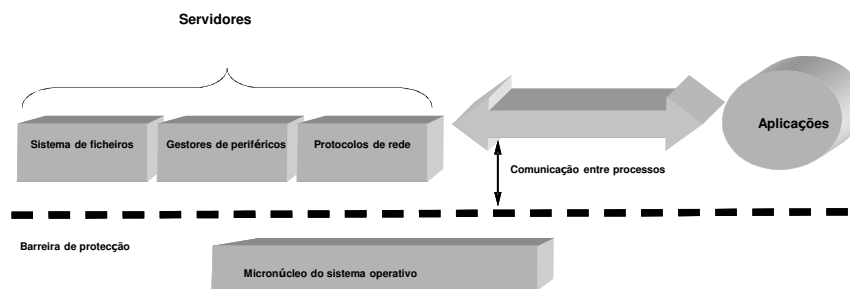 Servidores
Sistema de ficheiros
Gestores de periféricos
Protocolos de rede
Aplicações
Comunicação entre processos
Barreira de protecção
Micronúcleo do sistema operativo